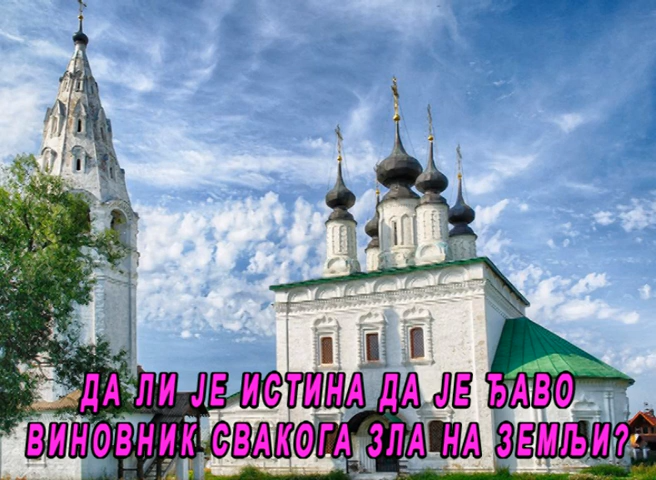 ДА ЛИ ЈЕ ИСТИНА ДА ЈЕ ЂАВО
ВИНОВНИК СВАКОГА ЗЛА НА ЗЕМЉИ?